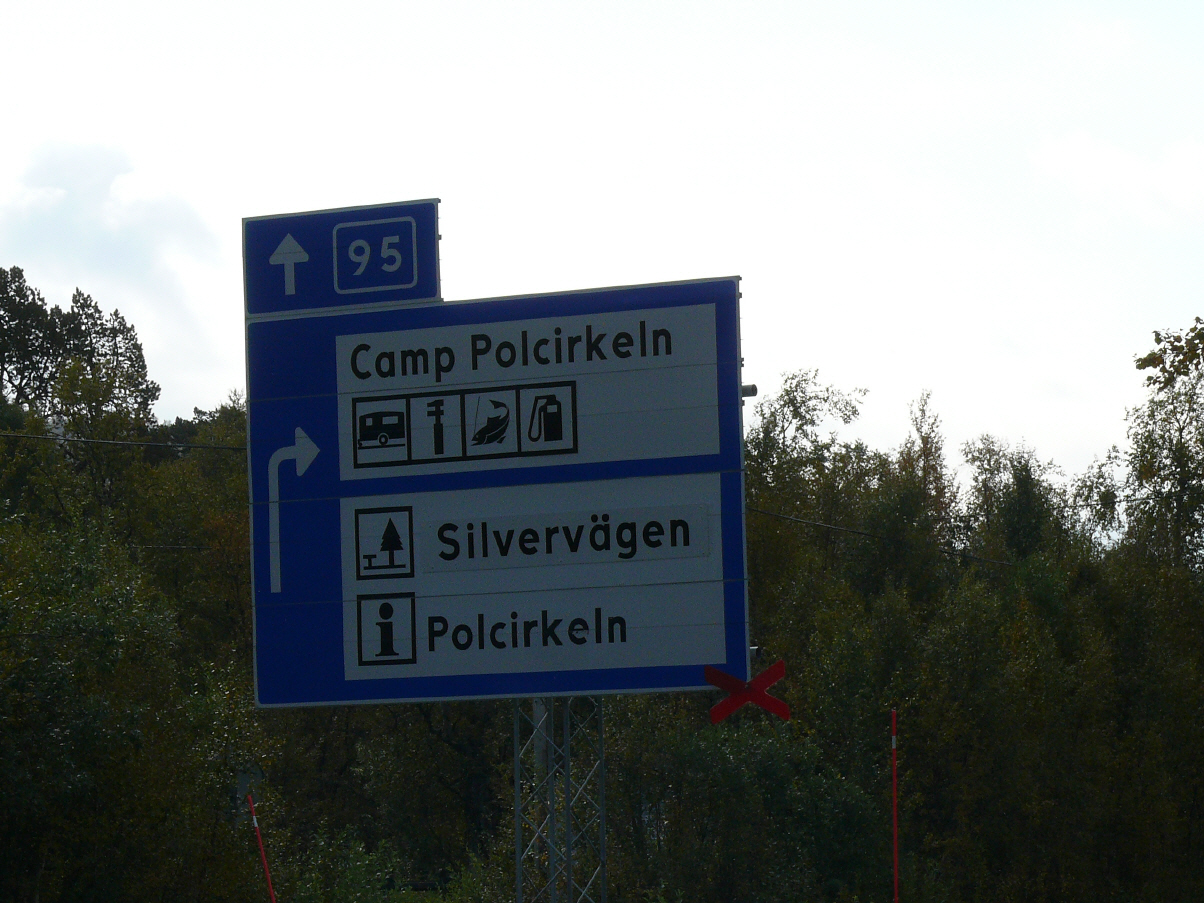 95
Camp Polcirkeln
Silvervägen
i Polcirkeln